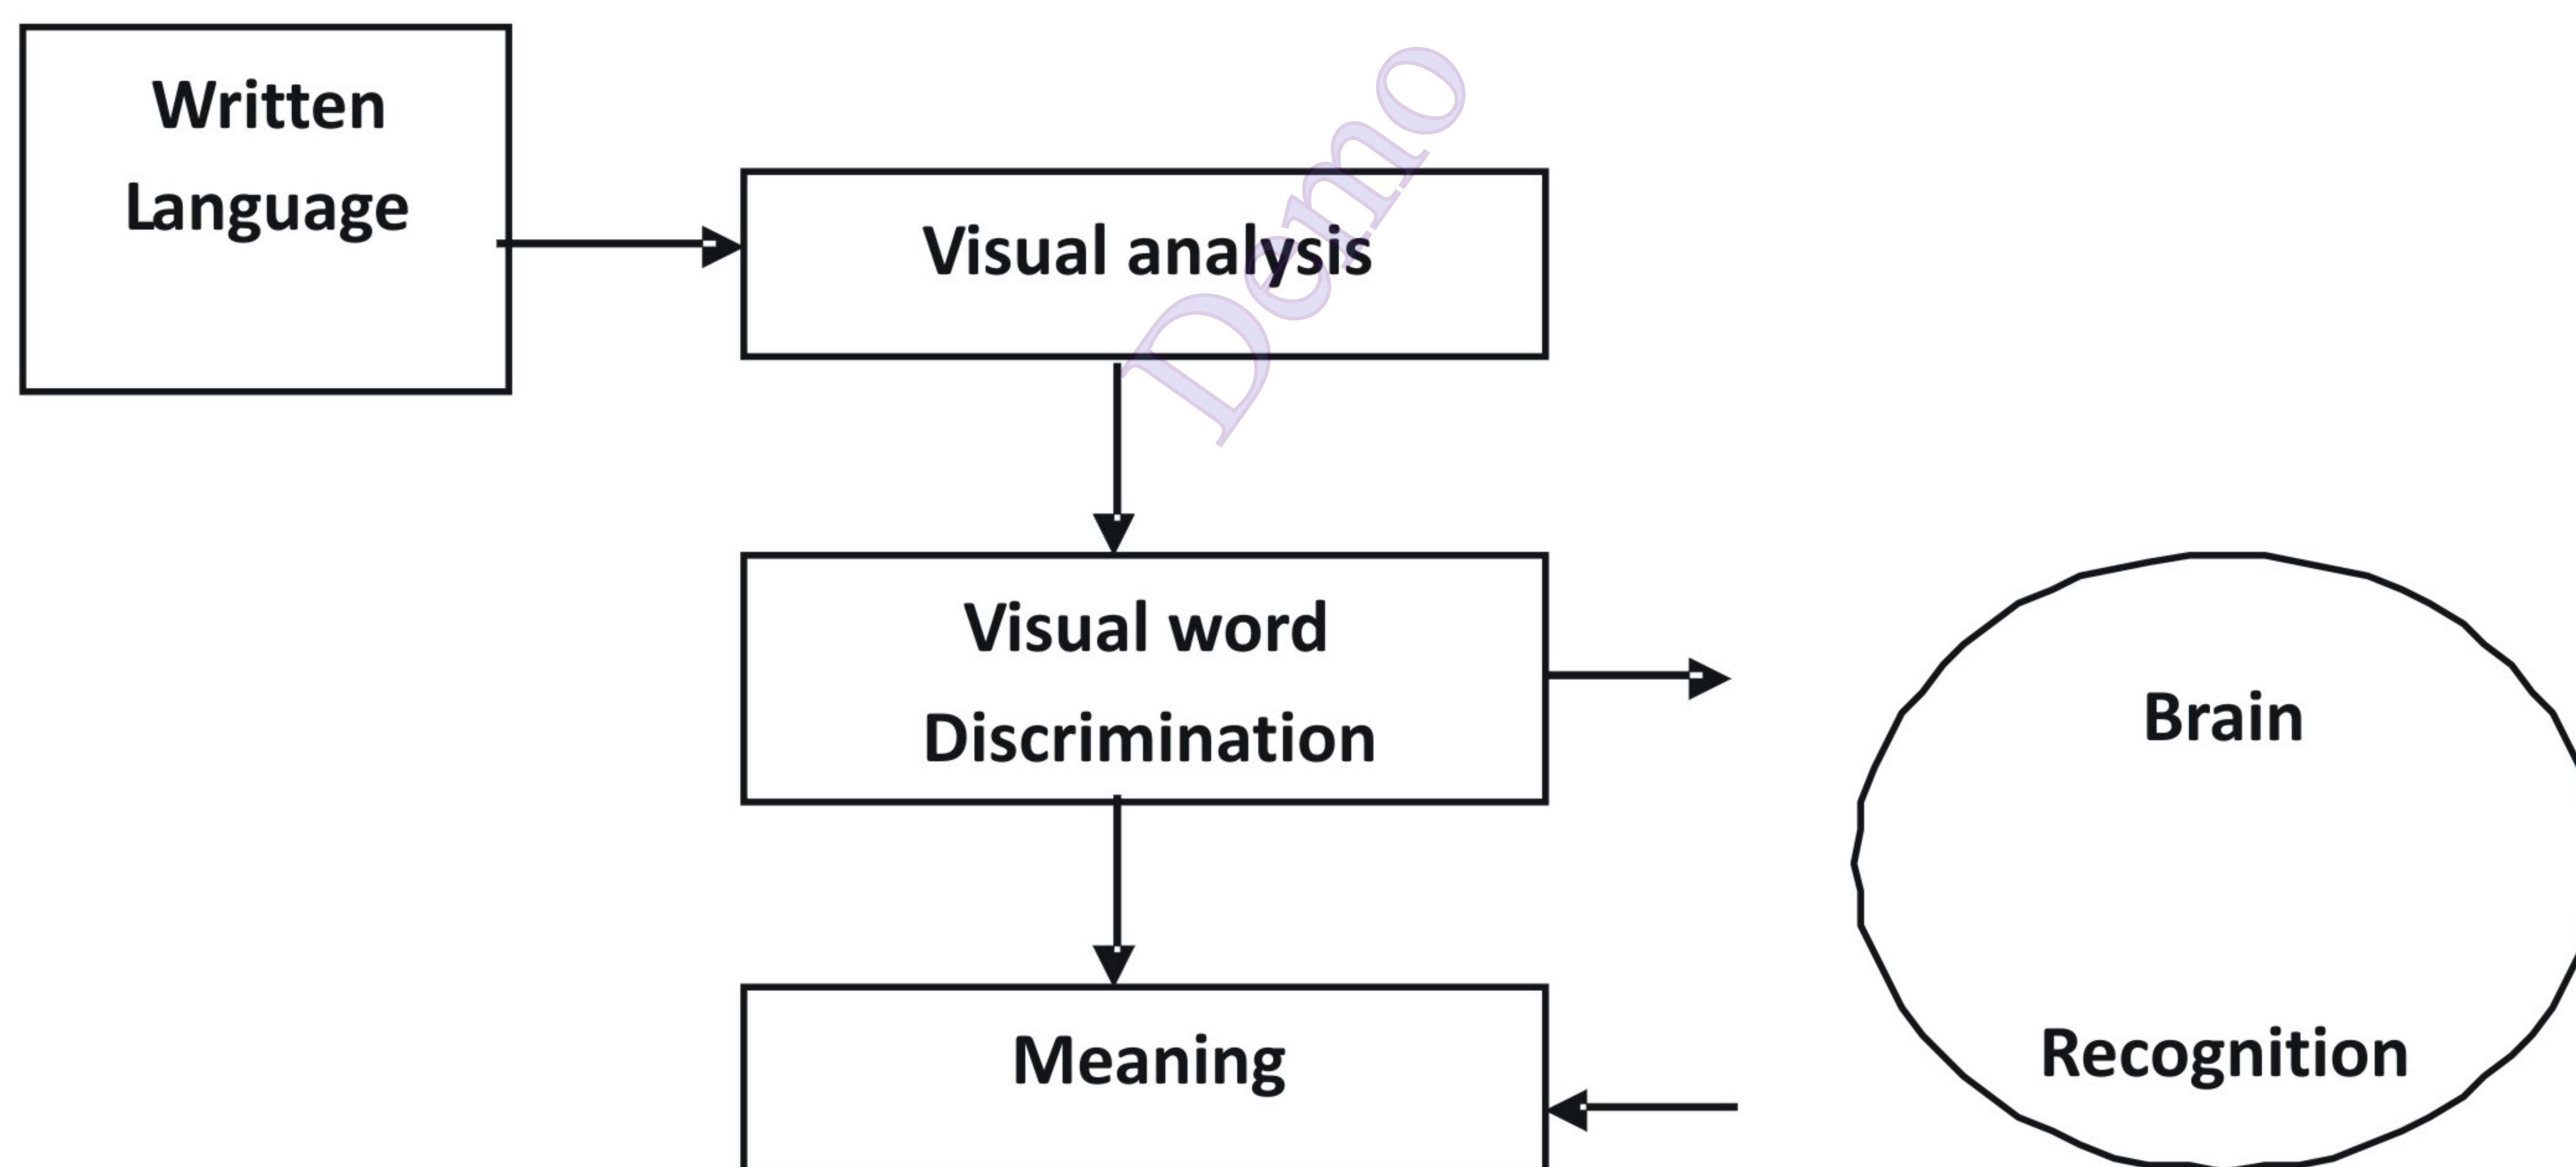 Written
Language
Visual analysis
Demo
Visual word
Discrimination
Brain
Meaning
Recognition